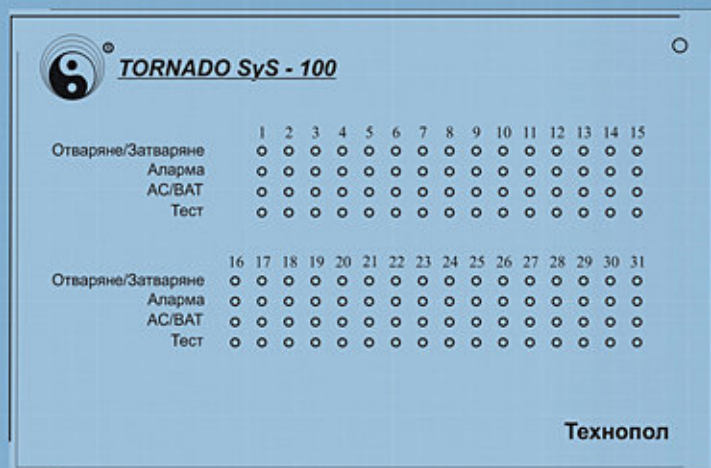 ®
TORNADO SyS - 100
1 2 3 4 5 6 7 8 9 10 11 12 13 14 15
Отваряне/Затваряне
Аларма
AC/BAT
Тест
16 17 18 19 20 21 22 23 24 25 26 27 28 29 30 31
Отваряне/Затваряне
Аларма
AC/BAT
Тест
Технопол